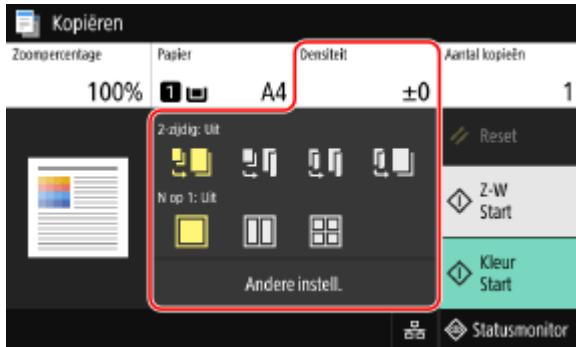 Kopiëren
Zoompercentage
Papier
Densiteit
Aantal kopieën
100%
1
A4
±0
1
2-zijdig: Uit
Reset
N op 1: Uit
Z-W
Start
Kleur
Start
Andere instell.
Statusmonitor